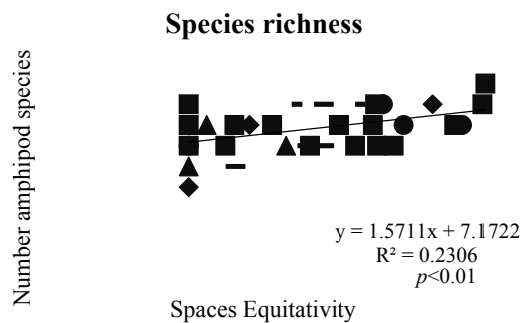 Species richness
Number amphipod species
y = 1.5711x + 7.1722
R² = 0.2306
p<0.01
Spaces Equitativity